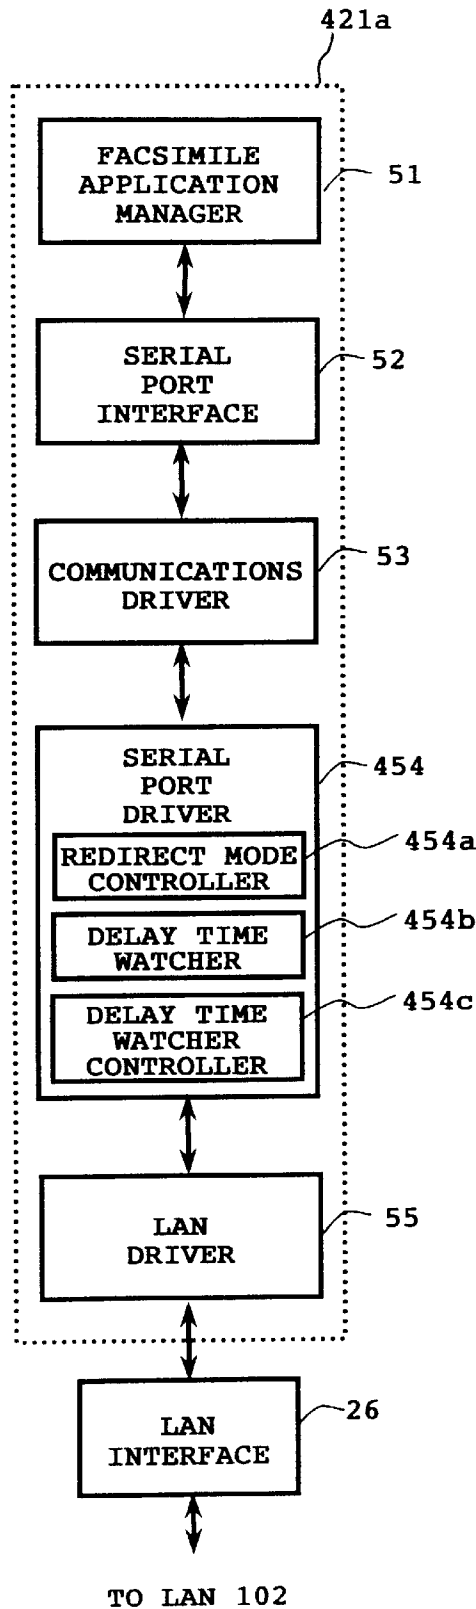 421a
FACSIMILE
APPLICATION
MANAGER
51
SERIAL
PORT
INTERFACE
52
COMMUNICATIONS
DRIVER
53
SERIAL
PORT
DRIVER
454
REDIRECT MODE
CONTROLLER
454a
DELAY TIME
WATCHER
454b
DELAY TIME
WATCHER
CONTROLLER
454c
LAN
DRIVER
55
LAN
INTERFACE
26
TO LAN 102